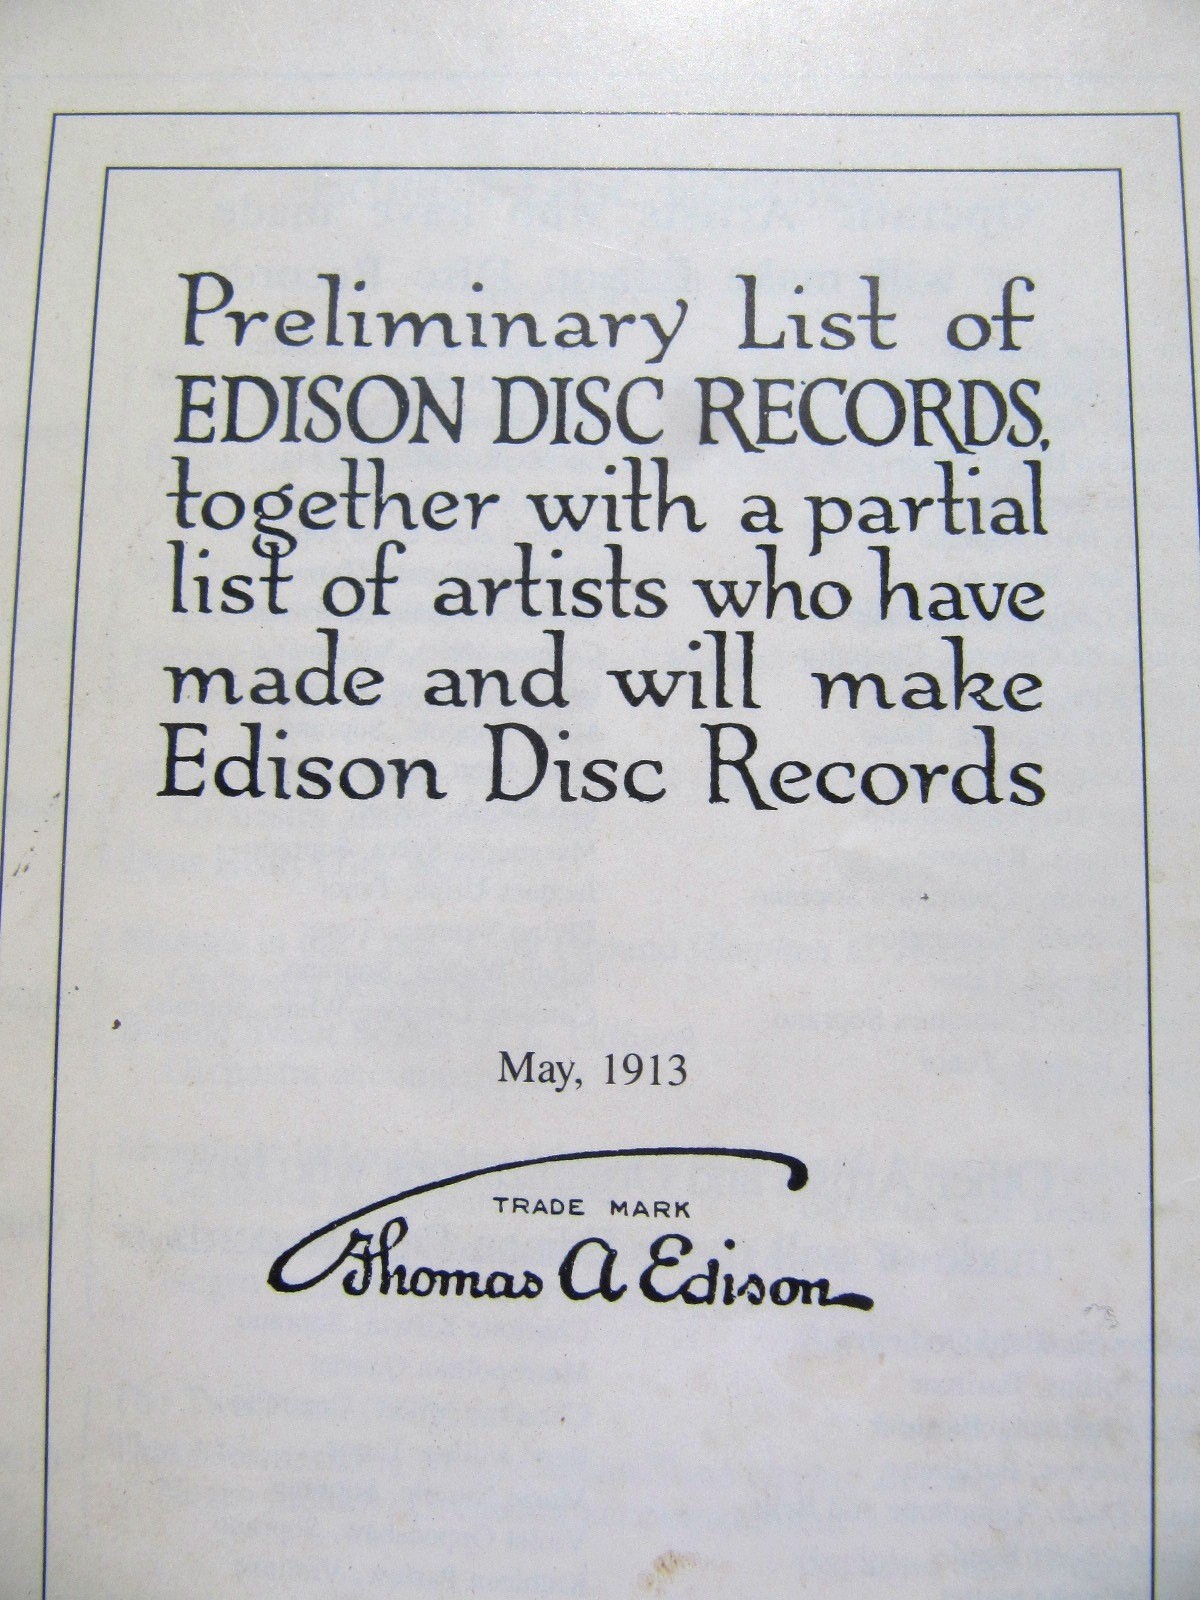 Preliminary List of
EDISON DISC RECORDS,
together with a partial
list of artists who have
made and will make
Edison Disc Records
May, 1913
TRADE MARK
Thomas A Edison